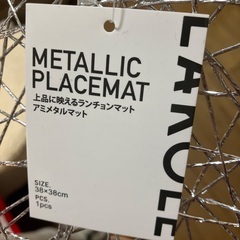 METALLIC
PLACEMAT
上品に映えるランチョンマット
アミメタルマット
SIZE.
38×38cm
PCS.
1pcs
LAKOLE